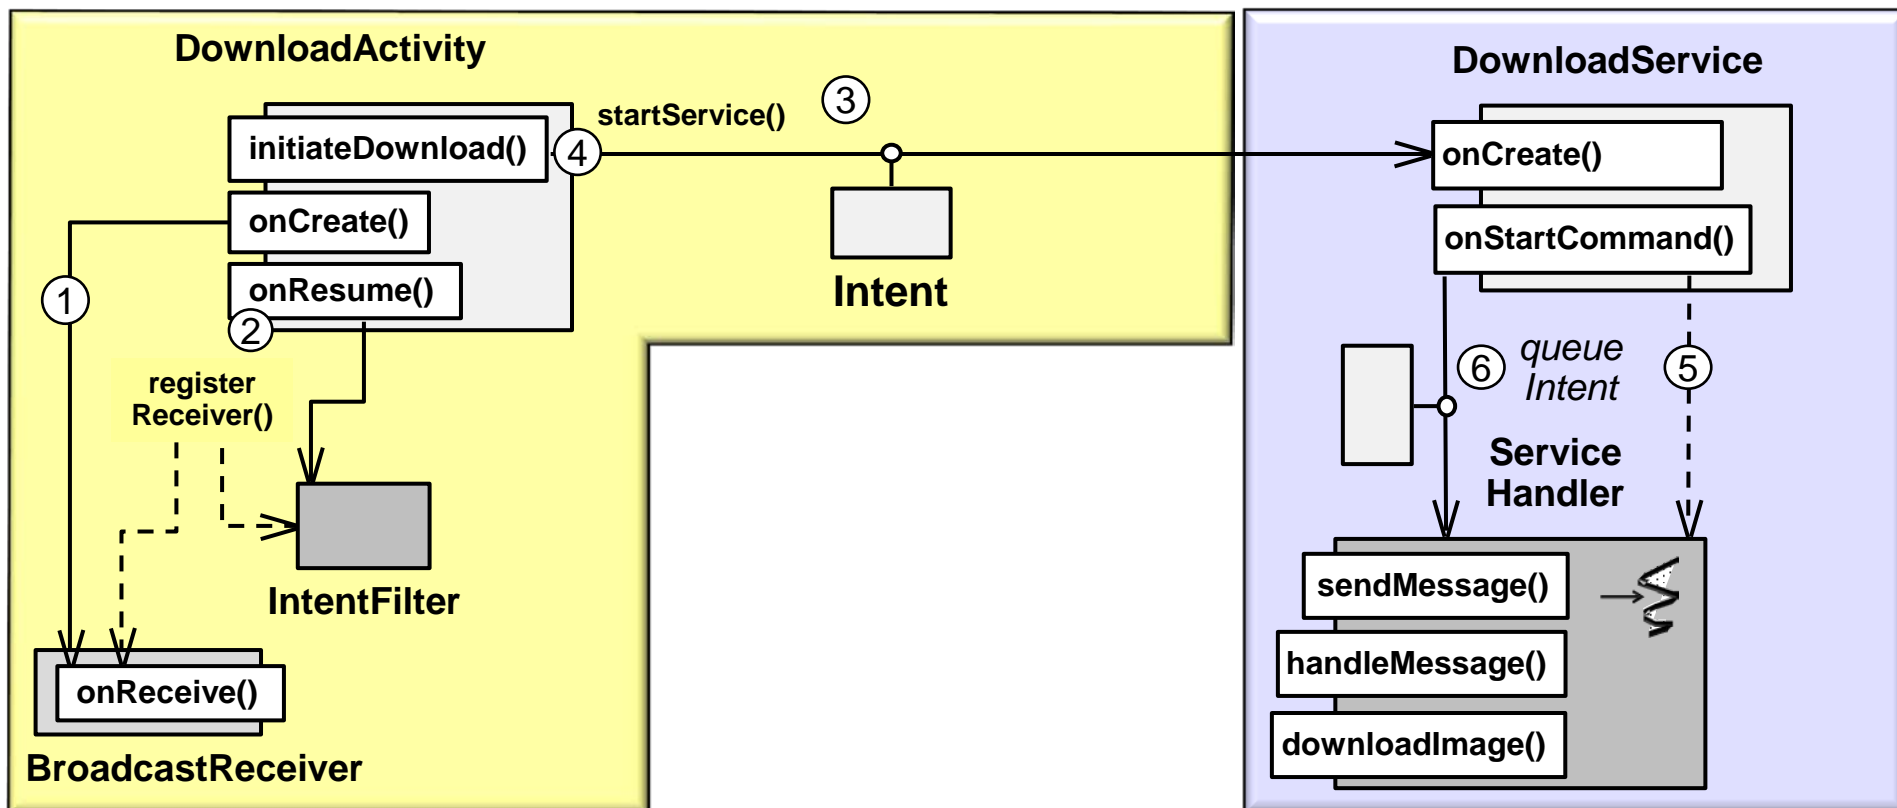 DownloadActivity
initiateDownload()
4
startService()
3
onCreate()
onResume()
1
2
Intent
register
Receiver()
IntentFilter
onReceive()
BroadcastReceiver
DownloadService
onCreate()
onStartCommand()
6
queue
Intent
5
Service
Handler
sendMessage()
handleMessage()
downloadImage()